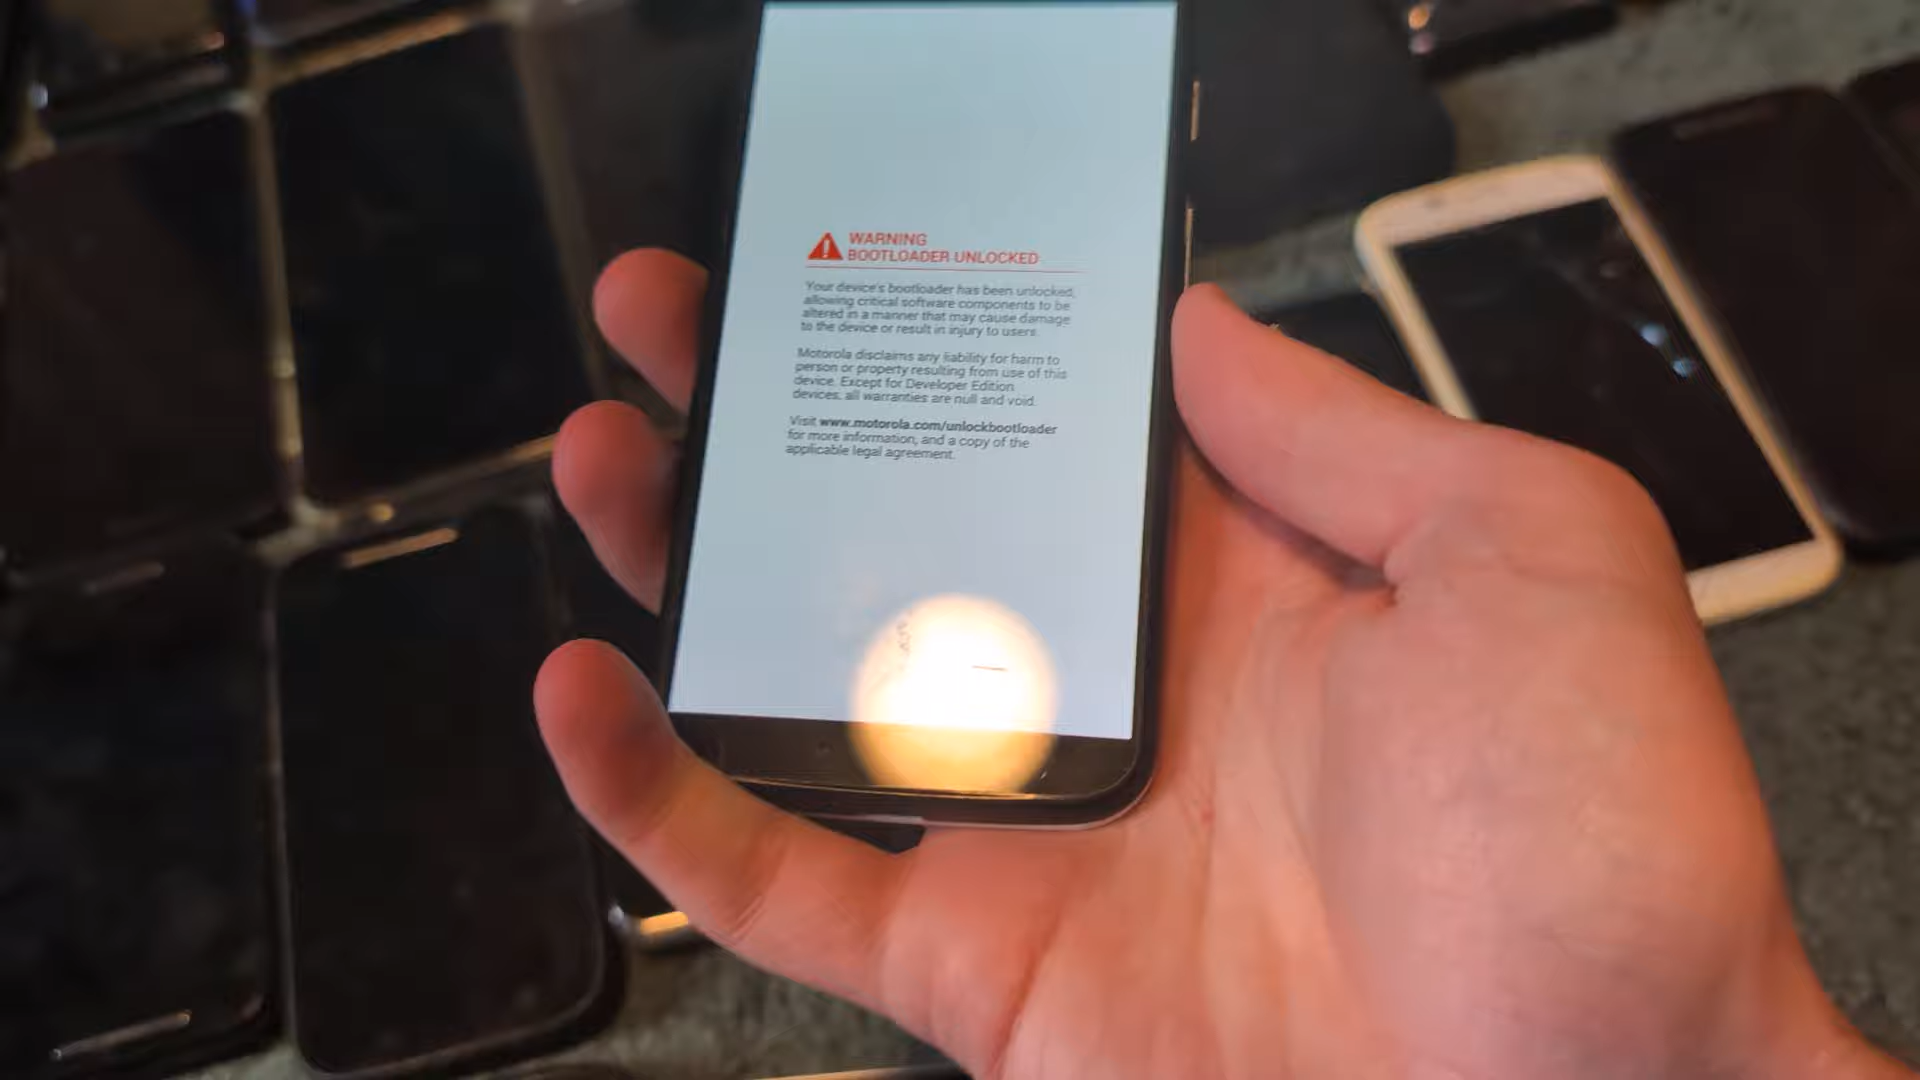 WARNING
BOOTLOADER UNLOCKED
Your device's bootloader has been unlocked,
allowing critical software components to be
altered in a manner that may cause damage
to the device or result in injury to users.
Motorola disclaims any liability for harm to
person or property resulting from use of this
device. Except for Developer Edition
devices, all warranties are null and void.
Visit www.motorola.com/unlockbootloader
for more information, and a copy of the
applicable legal agreement.